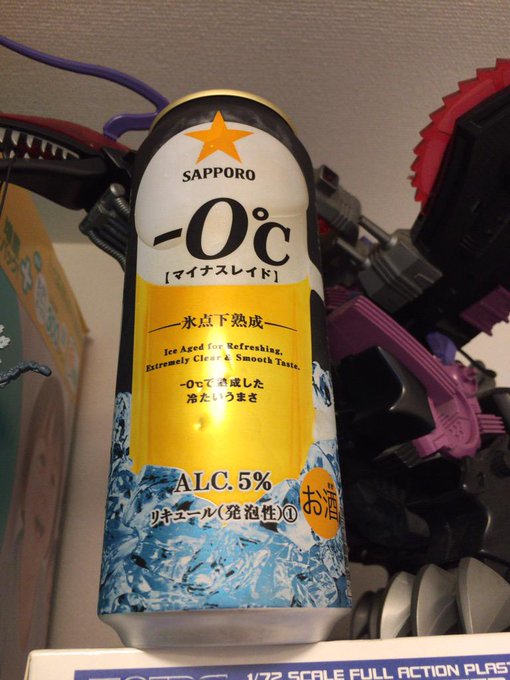 SAPPORO
-0℃
【マイナスレイド】
氷点下熟成
Ice Aged for Refreshing,
Extremely Clear & Smooth Taste.
-0℃で熟成した
冷たいうまさ
ALC.5%
リキュール(発泡性)①
お酒
1/72 SCALE FULL ACTION PLAS